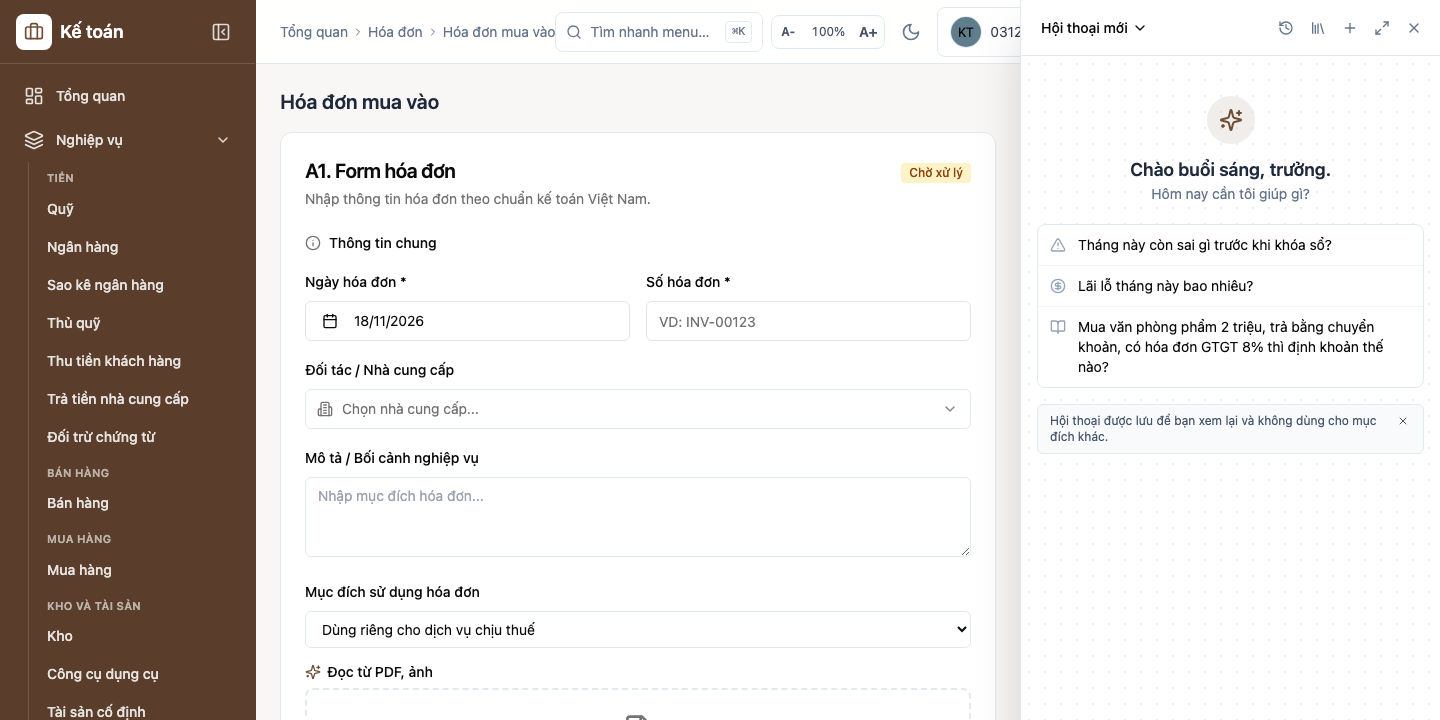 Kế toán
Tổng quan
Nghiệp vụ
TIỀN
Quỹ
Ngân hàng
Sao kê ngân hàng
Thủ quỹ
Thu tiền khách hàng
Trả tiền nhà cung cấp
Đối trừ chứng từ
BÁN HÀNG
Bán hàng
MUA HÀNG
Mua hàng
KHO VÀ TÀI SẢN
Kho
Công cụ dụng cụ
Tài sản cố định
Tổng quan > Hóa đơn > Hóa đơn mua vào
Tìm nhanh menu... ⌘K
A- 100% A+
KT 0312
Hóa đơn mua vào
A1. Form hóa đơn
Chờ xử lý
Nhập thông tin hóa đơn theo chuẩn kế toán Việt Nam.
Thông tin chung
Ngày hóa đơn * Số hóa đơn *
18/11/2026 VD: INV-00123
Đối tác / Nhà cung cấp
Chọn nhà cung cấp...
Mô tả / Bối cảnh nghiệp vụ
Nhập mục đích hóa đơn...
Mục đích sử dụng hóa đơn
Dùng riêng cho dịch vụ chịu thuế
Đọc từ PDF, ảnh
Hội thoại mới
Chào buổi sáng, trưởng.
Hôm nay cần tôi giúp gì?
Tháng này còn sai gì trước khi khóa sổ?
Lãi lỗ tháng này bao nhiêu?
Mua văn phòng phẩm 2 triệu, trả bằng chuyển
khoản, có hóa đơn GTGT 8% thì định khoản thế
nào?
Hội thoại được lưu để bạn xem lại và không dùng cho mục
đích khác.